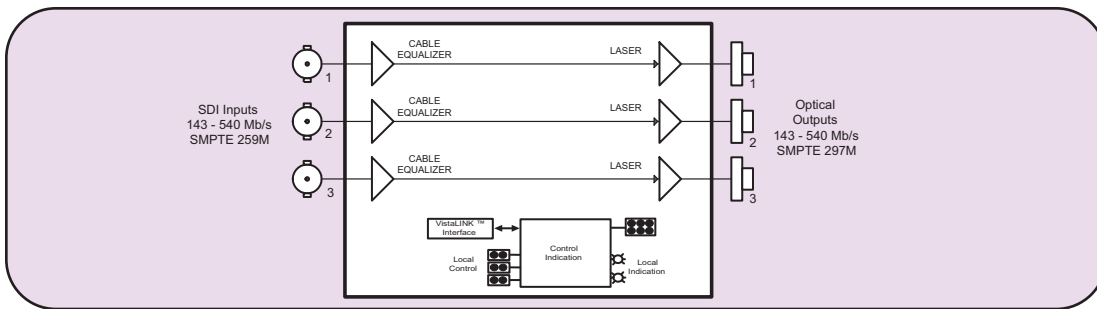 CABLE
EQUALIZER
LASER
1
1
CABLE
EQUALIZER
LASER
SDI Inputs
143 - 540 Mb/s
SMPTE 259M
2
2
Optical
Outputs
143 - 540 Mb/s
SMPTE 297M
CABLE
EQUALIZER
LASER
3
3
VistaLINK ™
Interface
Control
Indication
Local
Control
Local
Indication